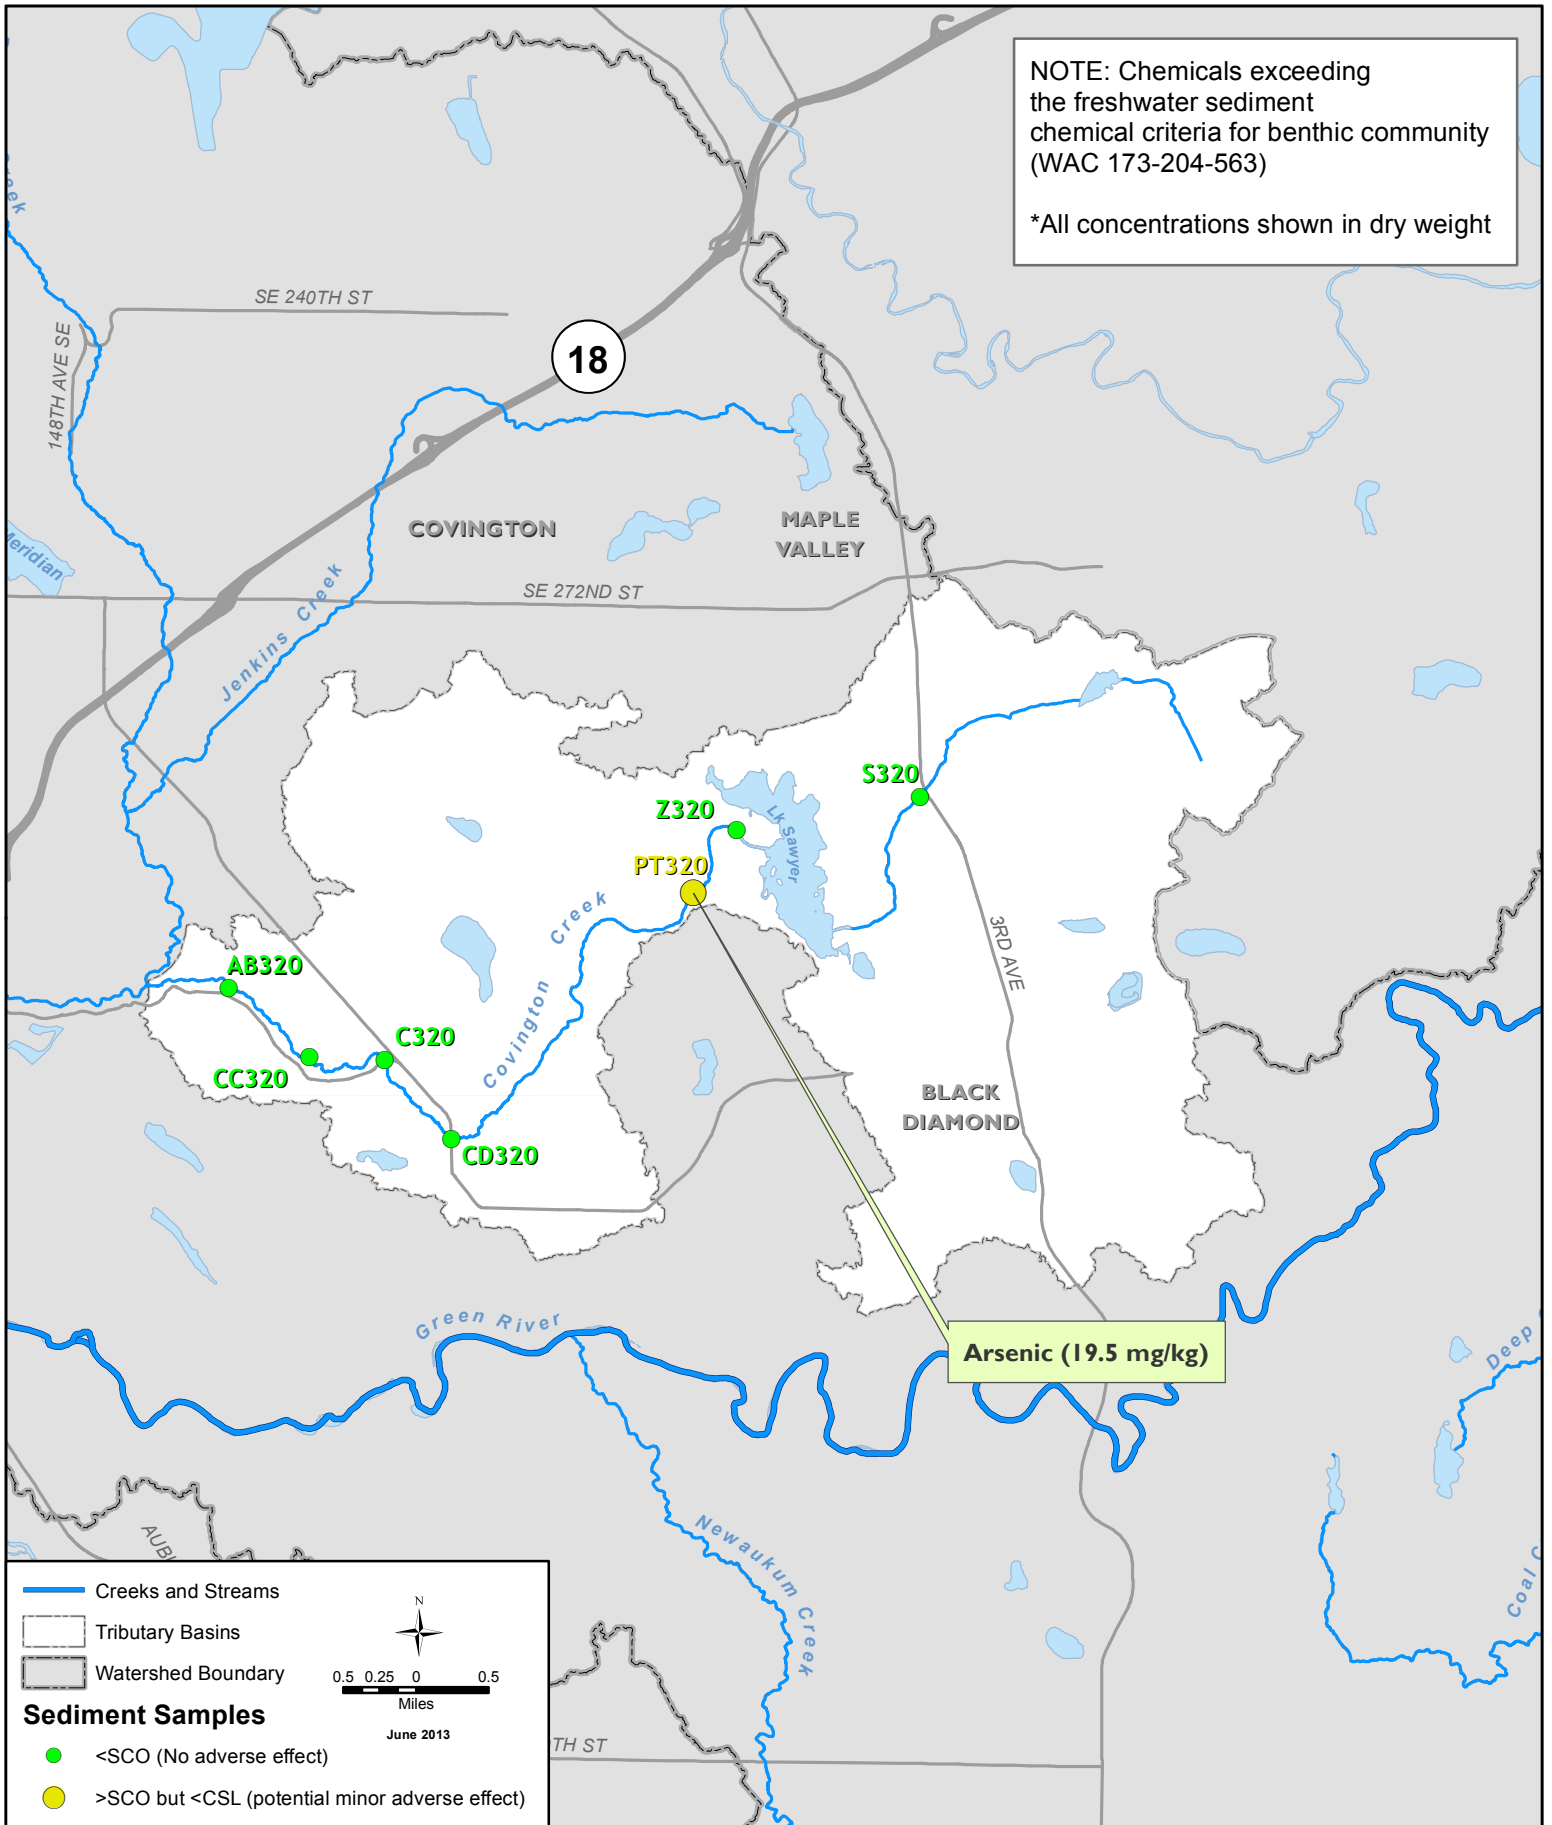 NOTE: Chemicals exceeding
the freshwater sediment
chemical criteria for benthic community
(WAC 173-204-563)
*All concentrations shown in dry weight
SE 240TH ST
148TH AVE SE
18
COVINGTON
MAPLE
VALLEY
Meridian
SE 272ND ST
Jenkins Creek
S320
Z320
Lk Sawyer
PT320
Covington Creek
3RD AVE
AB320
C320
CC320
CD320
BLACK
DIAMOND
Green River
Arsenic (19.5 mg/kg)
Deep
Newaukum Creek
Coal C
AUBU
TH ST
Creeks and Streams
Tributary Basins
Watershed Boundary
N
0.5 0.25 0 0.5
Miles
June 2013
Sediment Samples
<SCO (No adverse effect)
>SCO but <CSL (potential minor adverse effect)